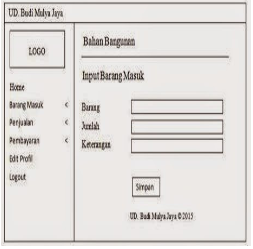 UD. Budi Mulya Jaya
LOGO
Home
Barang Masuk <
Penjualan <
Pembayaran <
Edit Profil
Logout
Bahan Bangunan
Input Barang Masuk
Barang
Jumlah
Keterangan
Simpan
UD. Budi Mulya Jaya © 2015